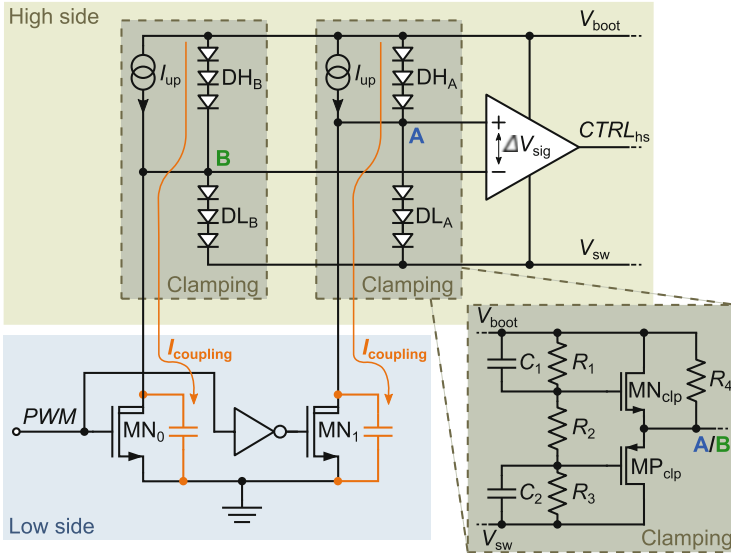 High side
V_boot
I_up
DH_B
I_up
DH_A
+
A
ΔV_sig
CTRL_hs
B
−
DL_B
DL_A
V_sw
Clamping
Clamping
I_coupling
I_coupling
PWM
MN_0
MN_1
Low side
V_boot
C_1
R_1
MN_clp
R_4
R_2
A/B
MP_clp
C_2
R_3
V_sw
Clamping